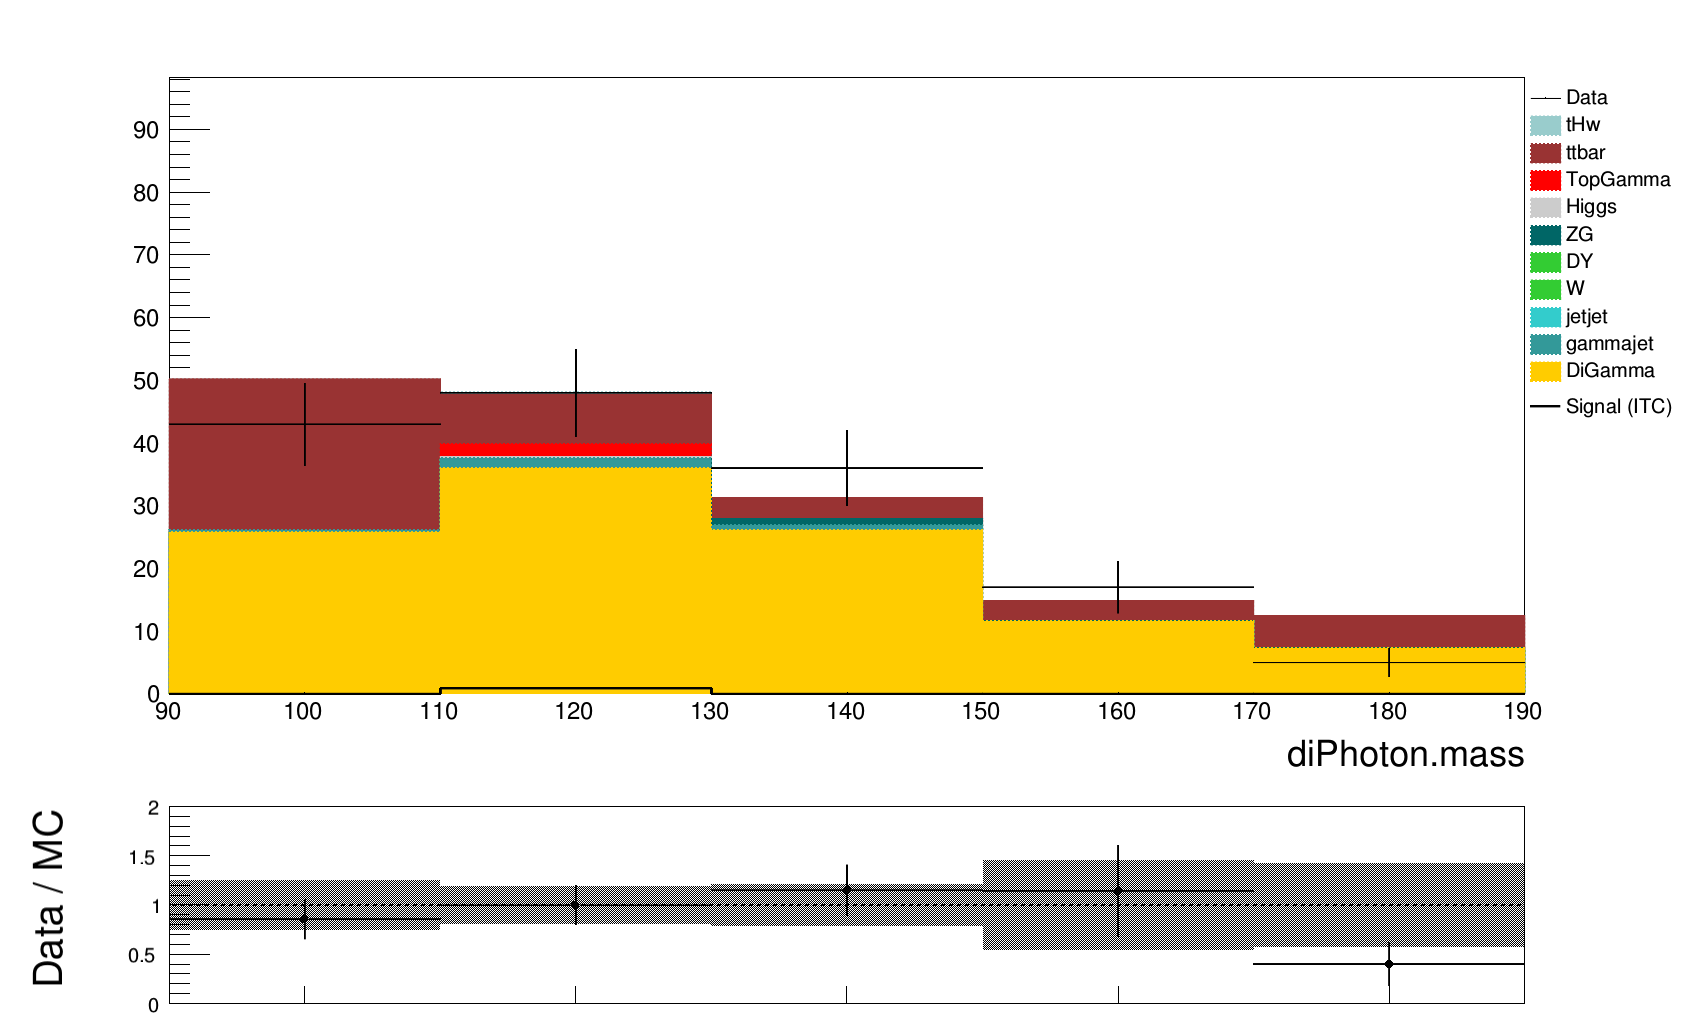 90
80
70
60
50
40
30
20
10
0
90 100 110 120 130 140 150 160 170 180 190
diPhoton.mass
Data
tHw
ttbar
TopGamma
Higgs
ZG
DY
W
jetjet
gammajet
DiGamma
Signal (ITC)
Data / MC
2
1.5
1
0.5
0